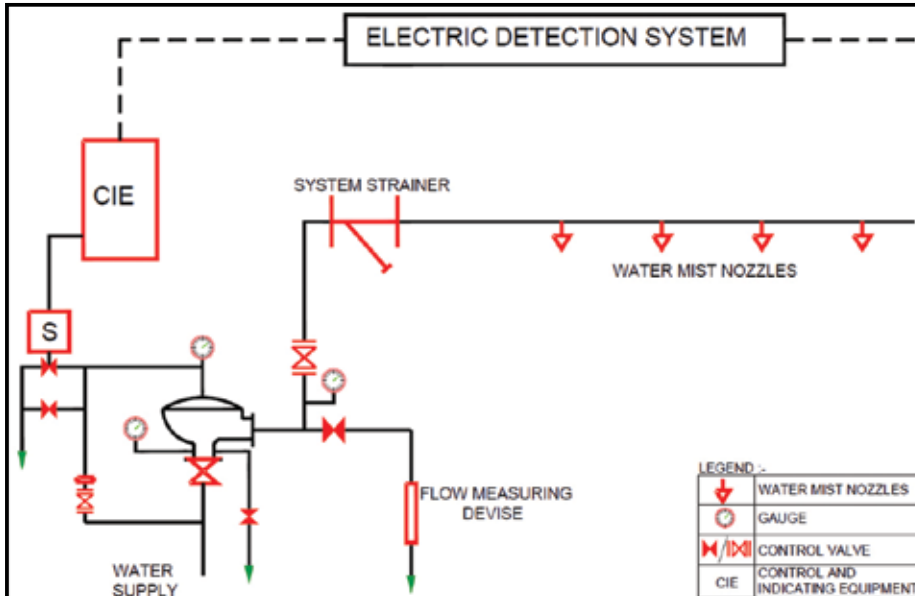 ELECTRIC DETECTION SYSTEM
CIE
SYSTEM STRAINER
WATER MIST NOZZLES
S
FLOW MEASURING
DEVISE
WATER
SUPPLY
LEGEND :-
WATER MIST NOZZLES
GAUGE
CONTROL VALVE
CIE
CONTROL AND
INDICATING EQUIPMENT